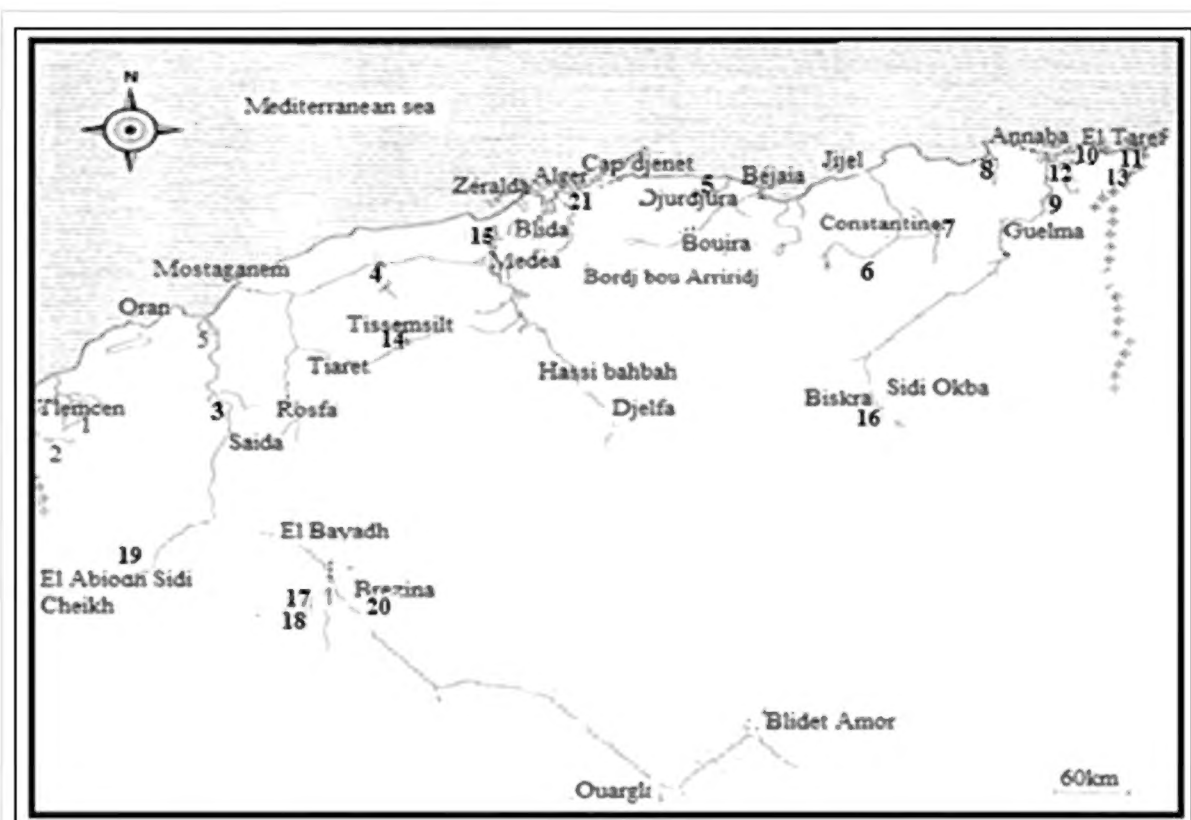 N
Mediterranean sea
Annaba
El Taref
10
11
8
12
13
Cap djenet
Jijel
Alger
Zéralda
5
Béjaia
21
Djurdjura
9
15
Blida
Constantine
7
Guelma
Bouira
Medea
Mostaganem
4
Bordj bou Arriridj
6
Oran
5
Tissemsilt
14
Tiaret
Hassi bahbah
Biskra
Sidi Okba
Tlemcen
1
3
Rosfa
Djelfa
16
2
Saida
El Bayadh
19
El Abioan Sidi
Cheikh
17
Brezina
18
20
Blidet Amor
Ouargla
60km